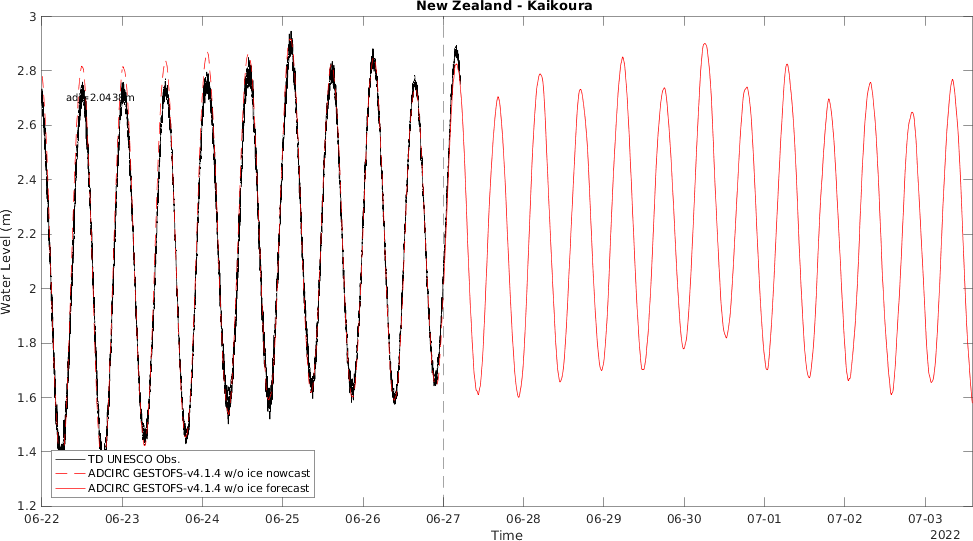 New Zealand - Kaikoura
3
2.8
2.6
2.4
2.2
2
1.8
1.6
1.4
1.2
Water Level (m)
TD UNESCO Obs.
ADCIRC GESTOFS-v4.1.4 w/o ice nowcast
ADCIRC GESTOFS-v4.1.4 w/o ice forecast
06-22 06-23 06-24 06-25 06-26 06-27 06-28 06-29 06-30 07-01 07-02 07-03
Time
2022